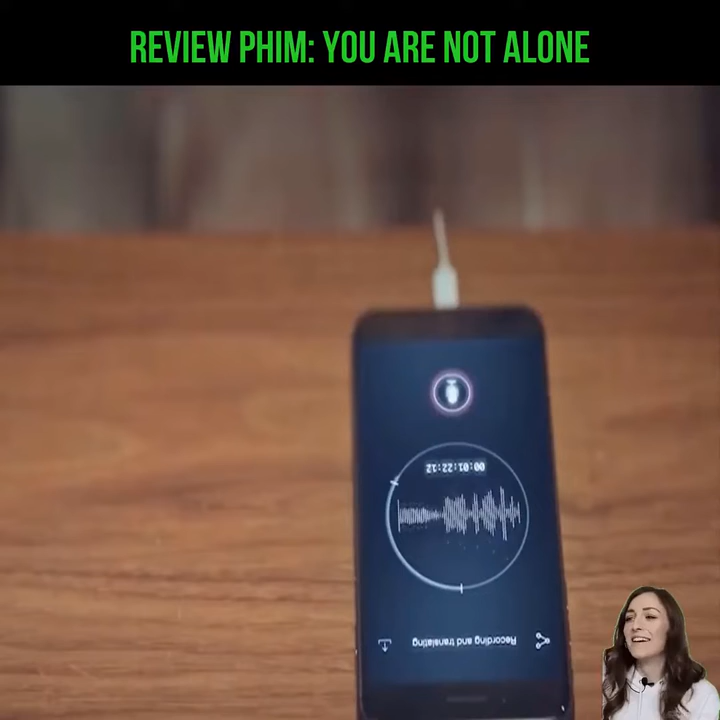 REVIEW PHIM: YOU ARE NOT ALONE
00:01:22:12
Recording and translating